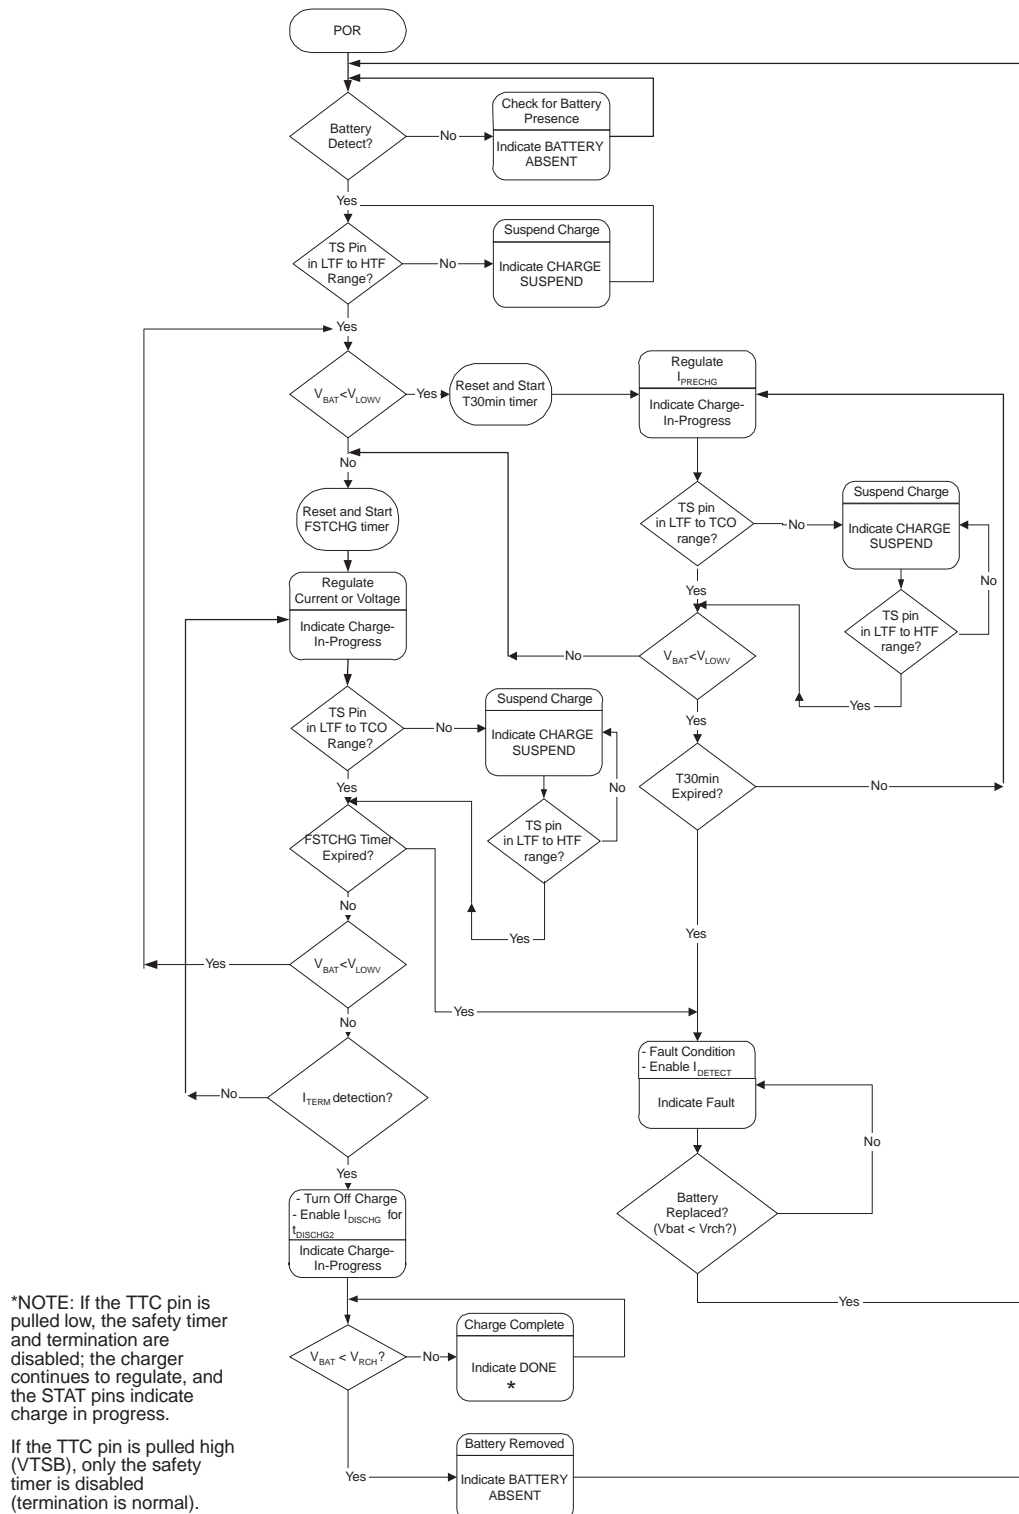 POR
Battery
Detect?
No
Check for Battery
Presence
Indicate BATTERY
ABSENT
Yes
TS Pin
in LTF to HTF
Range?
No
Suspend Charge
Indicate CHARGE
SUSPEND
Yes
VBAT<VLOWV
Yes
Reset and Start
T30min timer
Regulate
IPRECHG
Indicate Charge-
In-Progress
No
TS pin
in LTF to TCO
range?
No
Suspend Charge
Indicate CHARGE
SUSPEND
No
TS pin
in LTF to HTF
range?
Yes
Yes
VBAT<VLOWV
No
Yes
T30min
Expired?
No
Yes
Reset and Start
FSTCHG timer
Regulate
Current or Voltage
Indicate Charge-
In-Progress
TS Pin
in LTF to TCO
Range?
No
Suspend Charge
Indicate CHARGE
SUSPEND
No
TS pin
in LTF to HTF
range?
Yes
Yes
FSTCHG Timer
Expired?
Yes
No
VBAT<VLOWV
Yes
No
ITERM detection?
No
Yes
- Fault Condition
- Enable IDETECT
Indicate Fault
No
Battery
Replaced?
(Vbat < Vrch?)
Yes
- Turn Off Charge
- Enable IDISCHG for
tDISCHG2
Indicate Charge-
In-Progress
VBAT < VRCH?
No
Charge Complete
Indicate DONE
*
Yes
Battery Removed
Indicate BATTERY
ABSENT
*NOTE: If the TTC pin is
pulled low, the safety timer
and termination are
disabled; the charger
continues to regulate, and
the STAT pins indicate
charge in progress.
If the TTC pin is pulled high
(VTSB), only the safety
timer is disabled
(termination is normal).